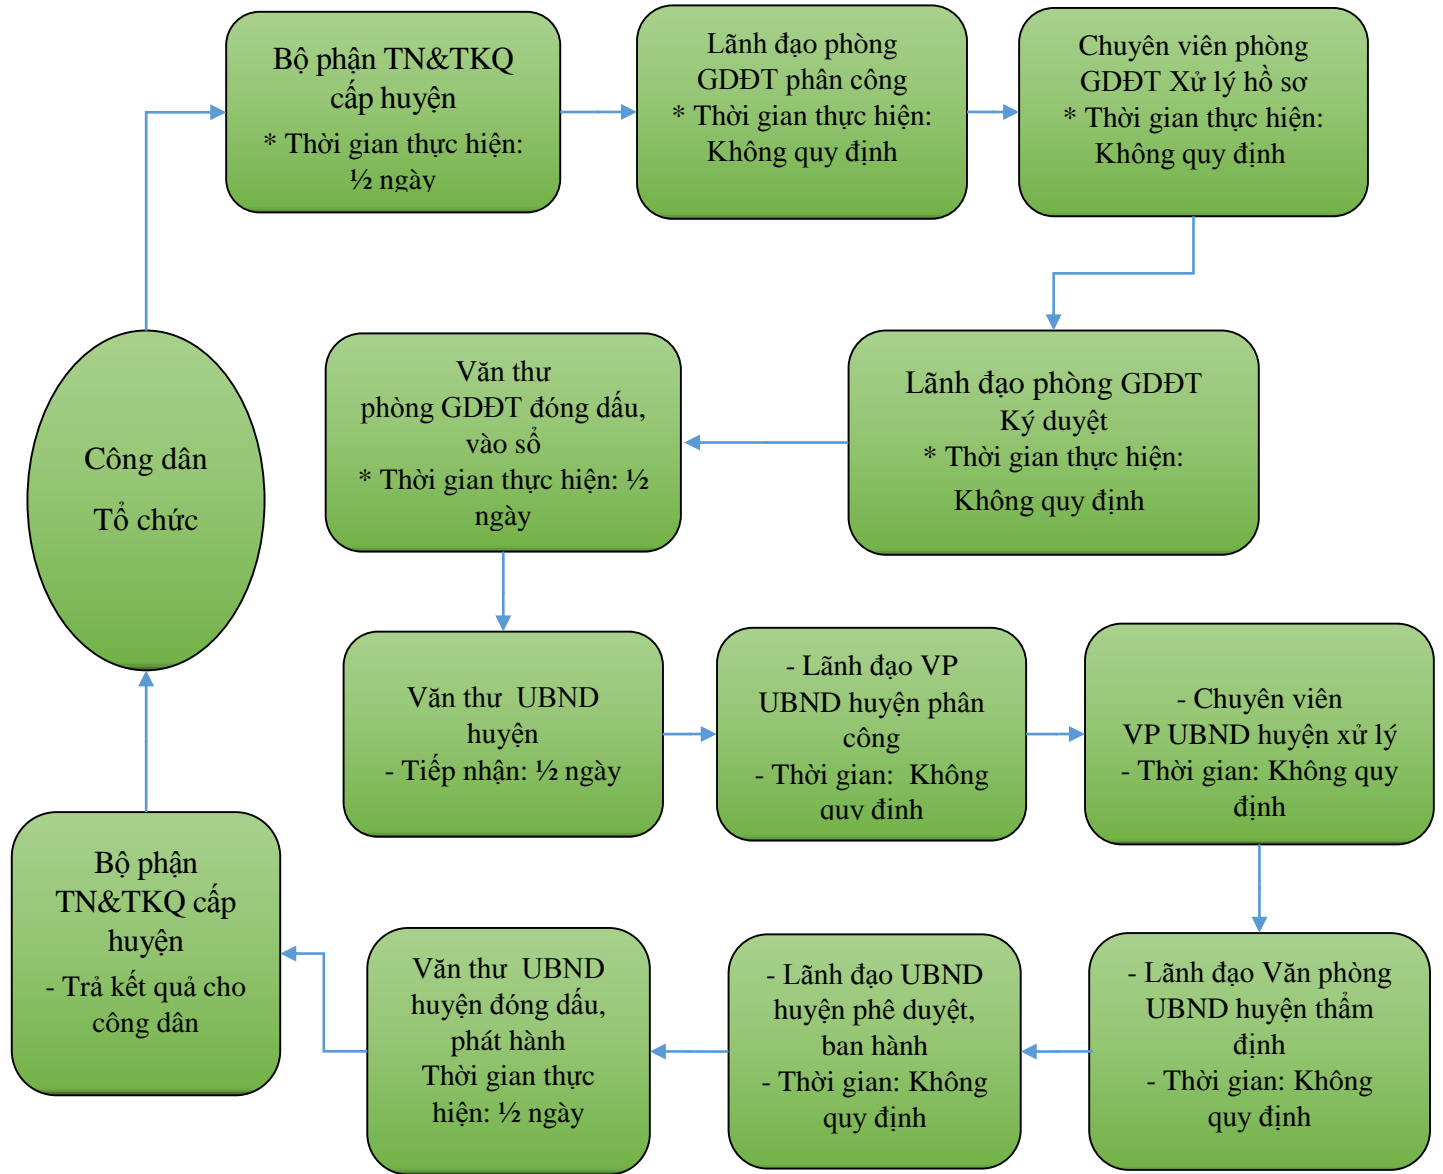 Bộ phận TN&TKQ
cấp huyện
* Thời gian thực hiện:
½ ngày
Lãnh đạo phòng
GDĐT phân công
* Thời gian thực hiện:
Không quy định
Chuyên viên phòng
GDĐT Xử lý hồ sơ
* Thời gian thực hiện:
Không quy định
Lãnh đạo phòng GDĐT
Ký duyệt
* Thời gian thực hiện:
Không quy định
Văn thư
phòng GDĐT đóng dấu,
vào sổ
* Thời gian thực hiện: ½
ngày
Công dân
Tổ chức
Văn thư  UBND
huyện
- Tiếp nhận: ½ ngày
- Lãnh đạo VP
UBND huyện phân
công
- Thời gian:  Không
quy định
- Chuyên viên
VP UBND huyện xử lý
- Thời gian: Không quy
định
- Lãnh đạo Văn phòng
UBND huyện thẩm
định
- Thời gian: Không
quy định
- Lãnh đạo UBND
huyện phê duyệt,
ban hành
- Thời gian: Không
quy định
Văn thư  UBND
huyện đóng dấu,
phát hành
Thời gian thực
hiện: ½ ngày
Bộ phận
TN&TKQ cấp
huyện
- Trả kết quả cho
công dân